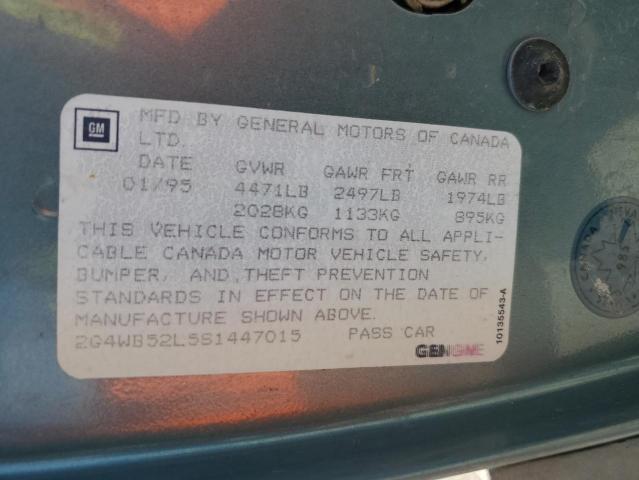 GM
MFD BY GENERAL MOTORS OF CANADA
LTD.
DATE GVWR GAWR FRT GAWR RR
01/95 4471LB 2497LB 1974LB
2028KG 1133KG 895KG
THIS VEHICLE CONFORMS TO ALL APPLI-
CABLE CANADA MOTOR VEHICLE SAFETY,
BUMPER, AND THEFT PREVENTION
STANDARDS IN EFFECT ON THE DATE OF
MANUFACTURE SHOWN ABOVE.
2G4WB52L5S1447015 PASS CAR
GENUINE
10135543-A
CANADA